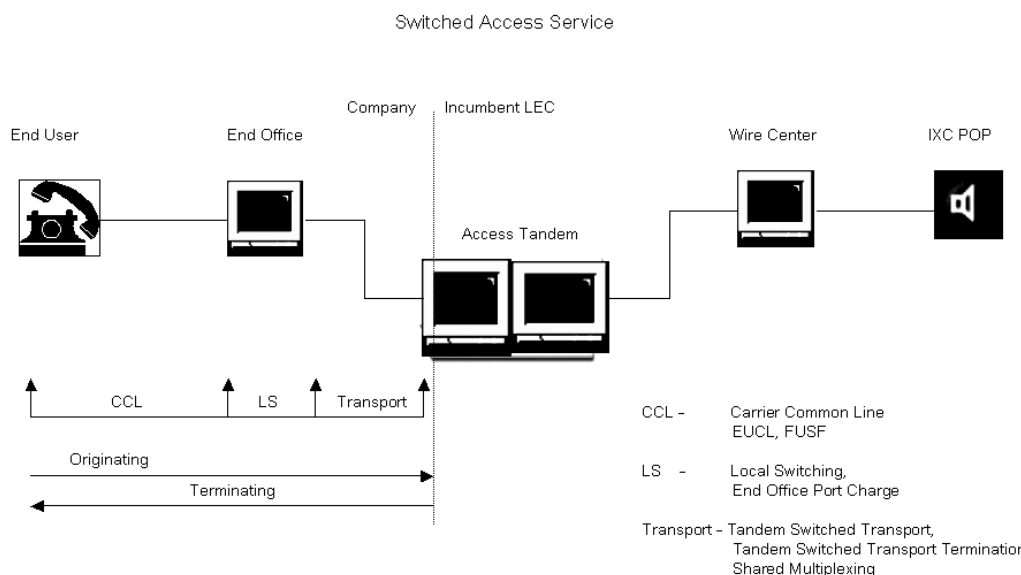 Switched Access Service
Company
Incumbent LEC
End User
End Office
Wire Center
IXC POP
Access Tandem
CCL
LS
Transport
Originating
Terminating
CCL - Carrier Common Line
EUCL, FUSF
LS - Local Switching,
End Office Port Charge
Transport - Tandem Switched Transport,
Tandem Switched Transport Termination
Shared Multiplexing